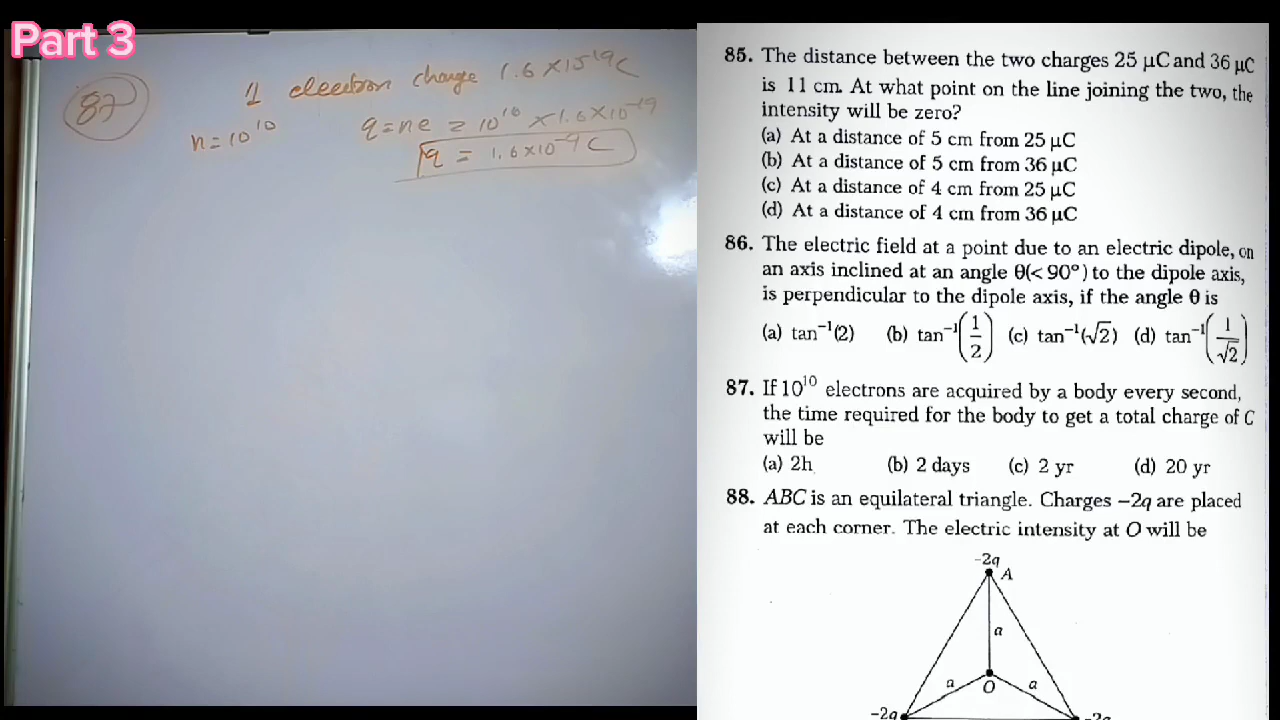 Part 3
87
1 electron charge 1.6 × 10⁻¹⁹ C
n = 10¹⁰
q = ne = 10¹⁰ × 1.6 × 10⁻¹⁹
q = 1.6 × 10⁻⁹ C
85. The distance between the two charges 25 μC and 36 μC
is 11 cm. At what point on the line joining the two, the
intensity will be zero?
(a) At a distance of 5 cm from 25 μC
(b) At a distance of 5 cm from 36 μC
(c) At a distance of 4 cm from 25 μC
(d) At a distance of 4 cm from 36 μC
86. The electric field at a point due to an electric dipole, on
an axis inclined at an angle θ(< 90°) to the dipole axis,
is perpendicular to the dipole axis, if the angle θ is
(a) tan⁻¹(2) (b) tan⁻¹(1/2) (c) tan⁻¹(√2) (d) tan⁻¹(1/√2)
87. If 10¹⁰ electrons are acquired by a body every second,
the time required for the body to get a total charge of C
will be
(a) 2h (b) 2 days (c) 2 yr (d) 20 yr
88. ABC is an equilateral triangle. Charges −2q are placed
at each corner. The electric intensity at O will be
-2q
A
a
O
a a
-2q -2q